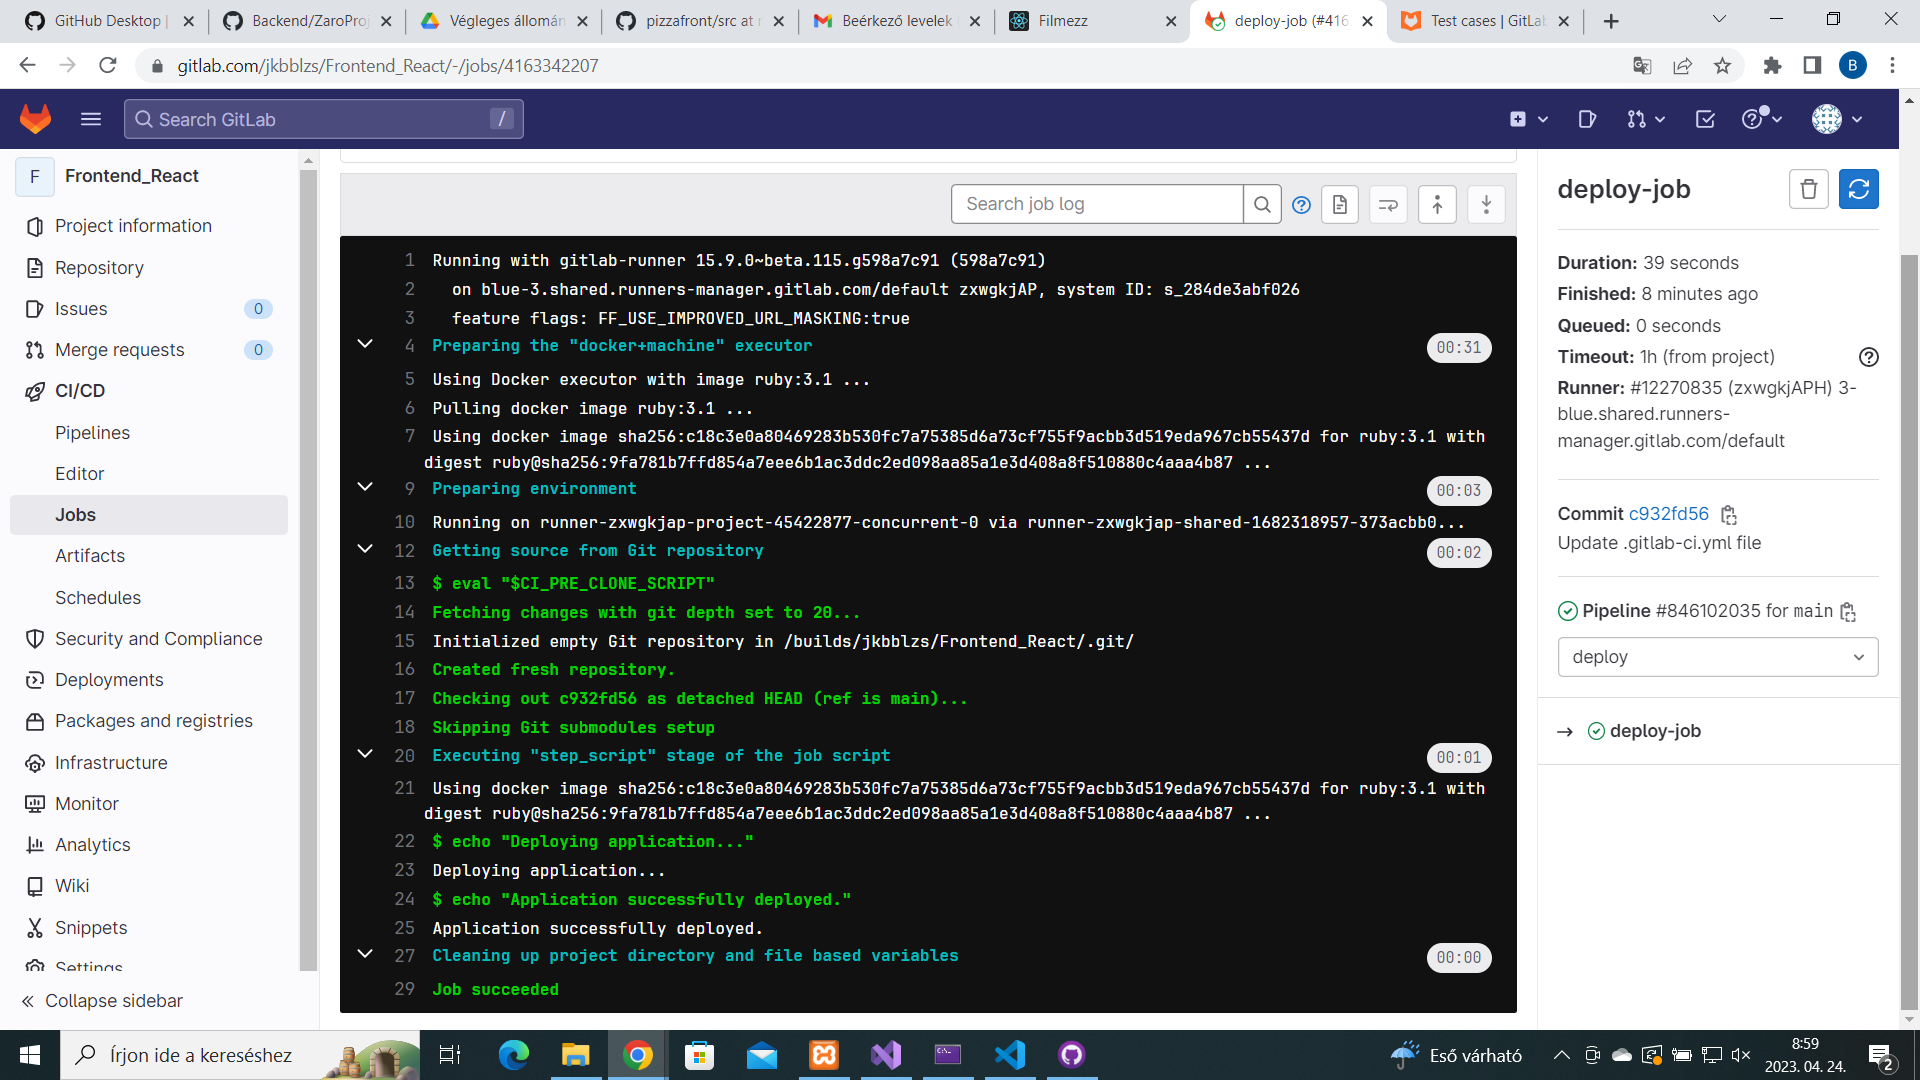 GitHub Desktop |
Backend/ZaroProj
Végleges állomán
pizzafront/src at
Beérkező levelek
Filmezz
deploy-job (#416
Test cases | GitLab
gitlab.com/jkbblzs/Frontend_React/-/jobs/4163342207
B
Search GitLab
/
F
Frontend_React
Project information
Repository
Issues
0
Merge requests
0
CI/CD
Pipelines
Editor
Jobs
Artifacts
Schedules
Security and Compliance
Deployments
Packages and registries
Infrastructure
Monitor
Analytics
Wiki
Snippets
Settings
Collapse sidebar
Search job log
1 Running with gitlab-runner 15.9.0~beta.115.g598a7c91 (598a7c91)
2 on blue-3.shared.runners-manager.gitlab.com/default zxwgkjAP, system ID: s_284de3abf026
3 feature flags: FF_USE_IMPROVED_URL_MASKING:true
4 Preparing the "docker+machine" executor 00:31
5 Using Docker executor with image ruby:3.1 ...
6 Pulling docker image ruby:3.1 ...
7 Using docker image sha256:c18c3e0a80469283b530fc7a75385d6a73cf755f9acbb3d519eda967cb55437d for ruby:3.1 with
digest ruby@sha256:9fa781b7ffd854a7eee6b1ac3ddc2ed098aa85a1e3d408a8f510880c4aaa4b87 ...
9 Preparing environment 00:03
10 Running on runner-zxwgkjap-project-45422877-concurrent-0 via runner-zxwgkjap-shared-1682318957-373acbb0...
12 Getting source from Git repository 00:02
13 $ eval "$CI_PRE_CLONE_SCRIPT"
14 Fetching changes with git depth set to 20...
15 Initialized empty Git repository in /builds/jkbblzs/Frontend_React/.git/
16 Created fresh repository.
17 Checking out c932fd56 as detached HEAD (ref is main)...
18 Skipping Git submodules setup
20 Executing "step_script" stage of the job script 00:01
21 Using docker image sha256:c18c3e0a80469283b530fc7a75385d6a73cf755f9acbb3d519eda967cb55437d for ruby:3.1 with
digest ruby@sha256:9fa781b7ffd854a7eee6b1ac3ddc2ed098aa85a1e3d408a8f510880c4aaa4b87 ...
22 $ echo "Deploying application..."
23 Deploying application...
24 $ echo "Application successfully deployed."
25 Application successfully deployed.
27 Cleaning up project directory and file based variables 00:00
29 Job succeeded
deploy-job
Duration: 39 seconds
Finished: 8 minutes ago
Queued: 0 seconds
Timeout: 1h (from project)
Runner: #12270835 (zxwgkjAPH) 3-
blue.shared.runners-
manager.gitlab.com/default
Commit c932fd56
Update .gitlab-ci.yml file
Pipeline #846102035 for main
deploy
deploy-job
Írjon ide a kereséshez
Eső várható
8:59
2023. 04. 24.
2